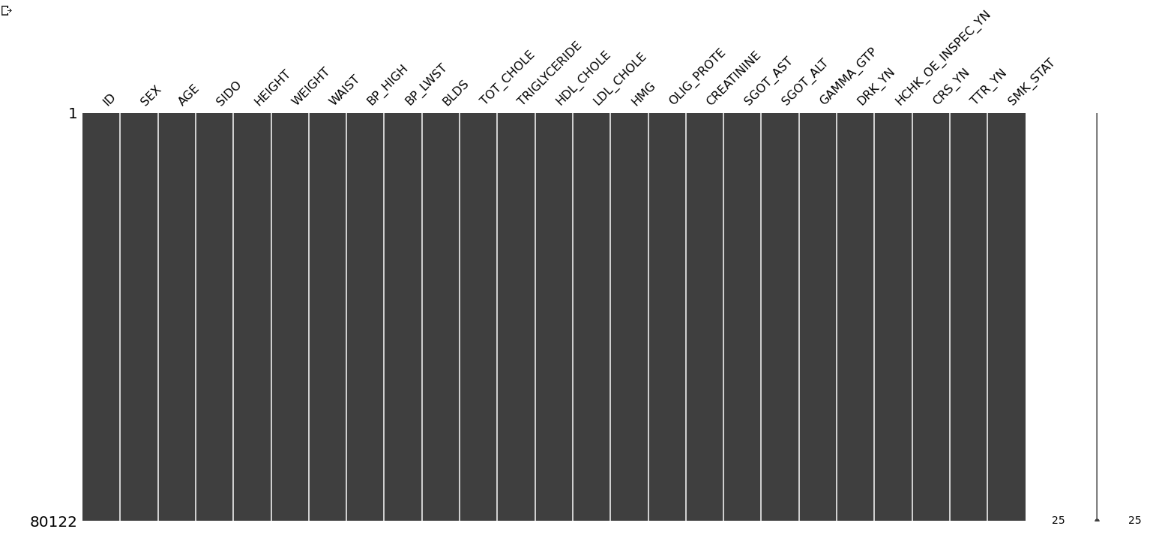 ID SEX AGE SIDO HEIGHT WEIGHT WAIST BP_HIGH BP_LWST BLDS TOT_CHOLE TRIGLYCERIDE HDL_CHOLE LDL_CHOLE HMG OLIG_PROTE CREATININE SGOT_AST SGOT_ALT GAMMA_GTP DRK_YN HCHK_OE_INSPEC_YN CRS_YN TTR_YN SMK_STAT
1
80122 25 25